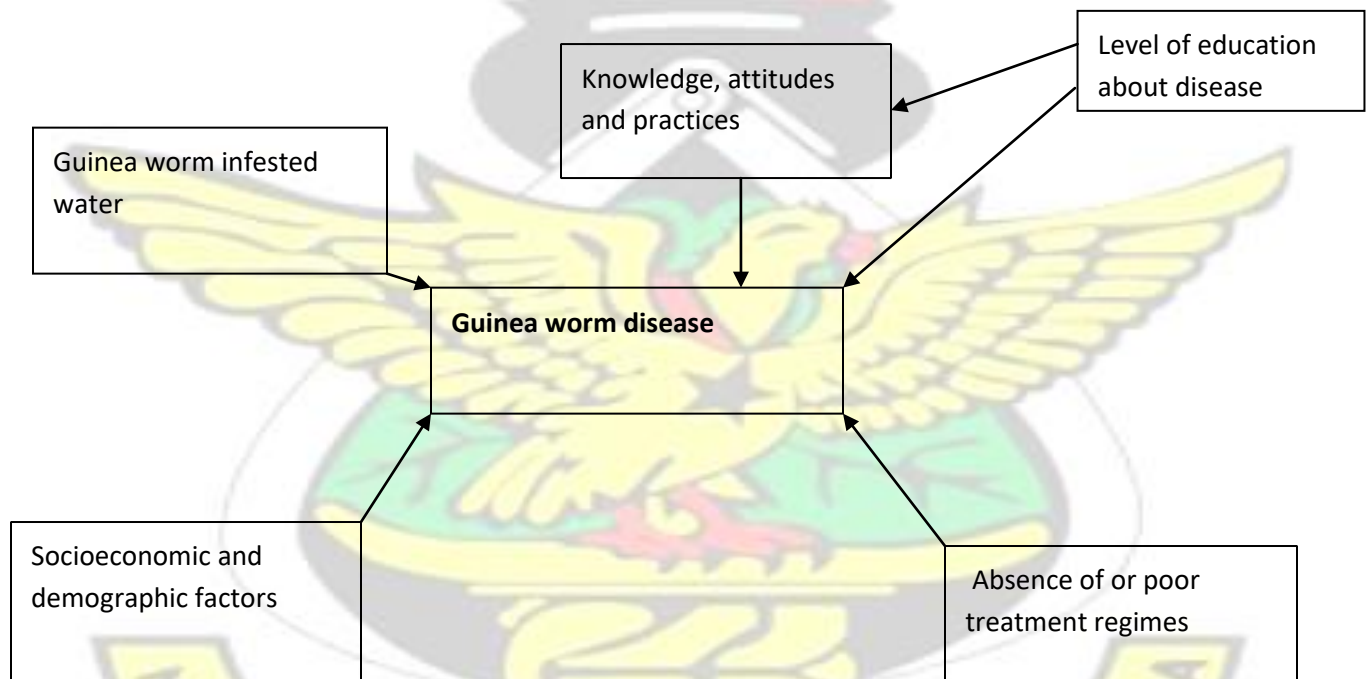 Level of education
about disease
Knowledge, attitudes
and practices
Guinea worm infested
water
Guinea worm disease
Socioeconomic and
demographic factors
Absence of or poor
treatment regimes